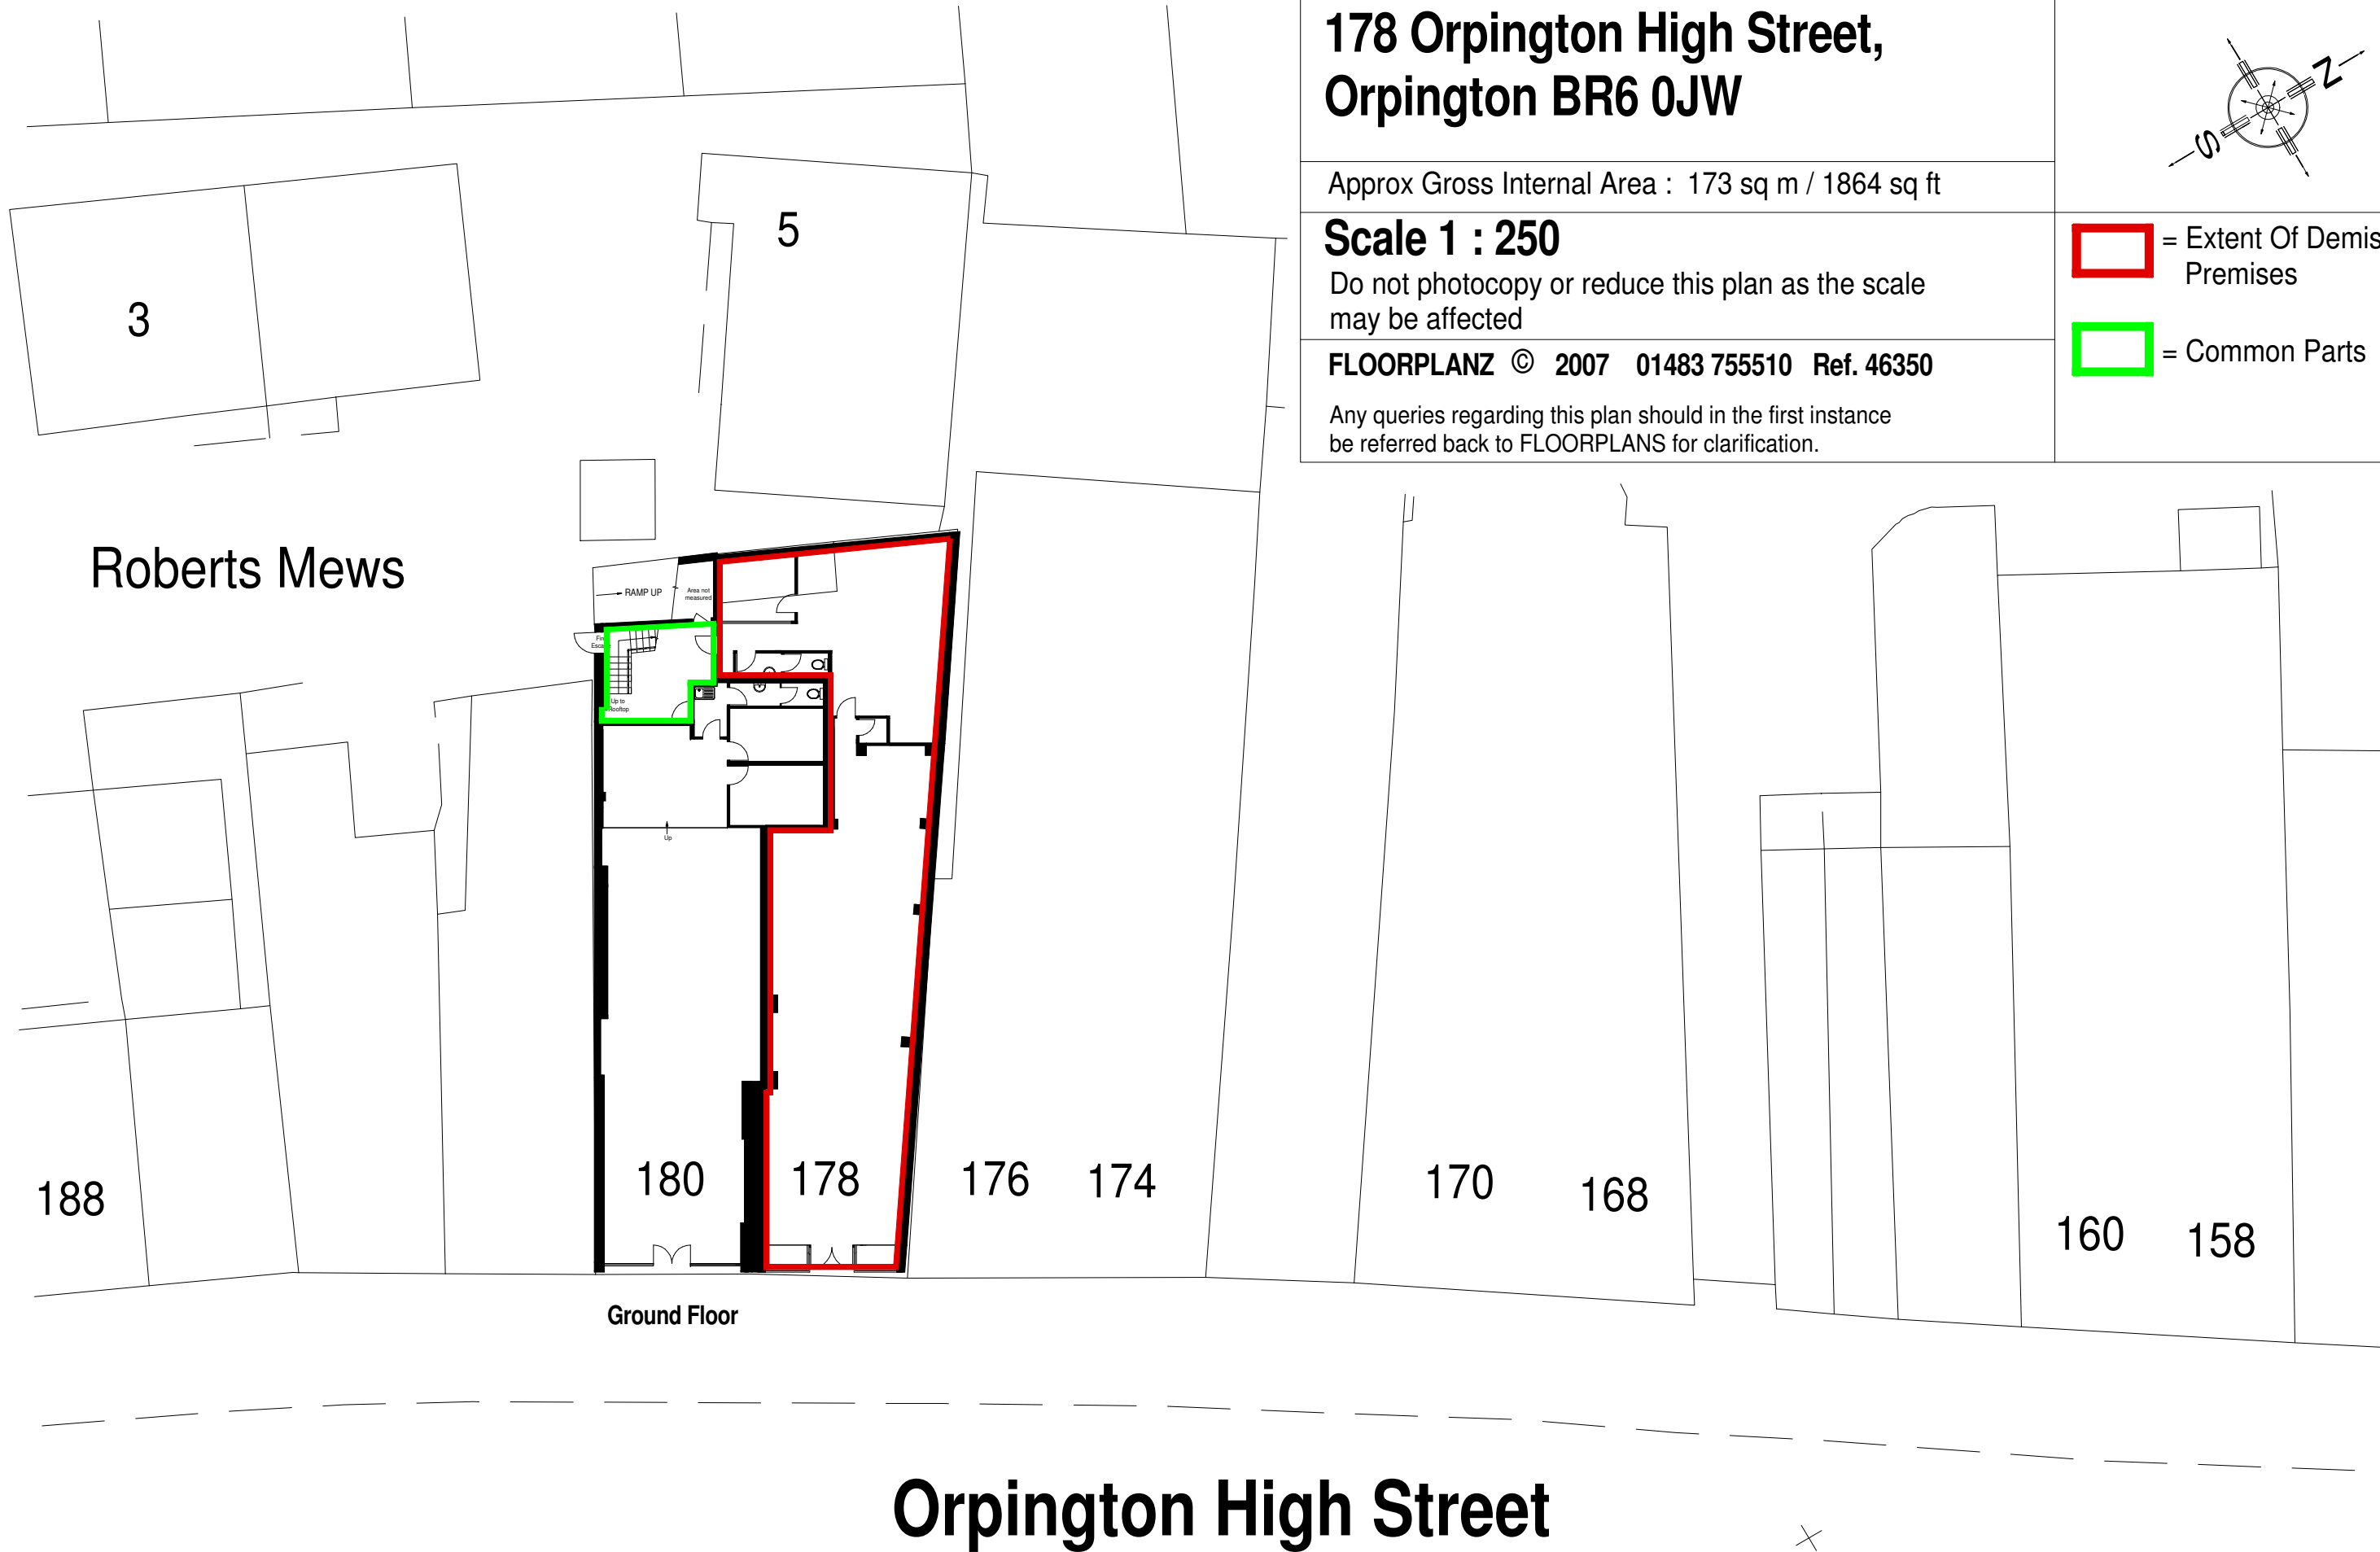 178 Orpington High Street,
Orpington BR6 0JW
Approx Gross Internal Area : 173 sq m / 1864 sq ft
Scale 1 : 250
Do not photocopy or reduce this plan as the scale
may be affected
FLOORPLANZ © 2007 01483 755510 Ref. 46350
Any queries regarding this plan should in the first instance
be referred back to FLOORPLANS for clarification.
N
S
= Extent Of Demis
Premises
= Common Parts
5
3
Roberts Mews
RAMP UP
Area not
measured
Up to
Rooftop
Up
188
180
178
176
174
170
168
160
158
Ground Floor
Orpington High Street